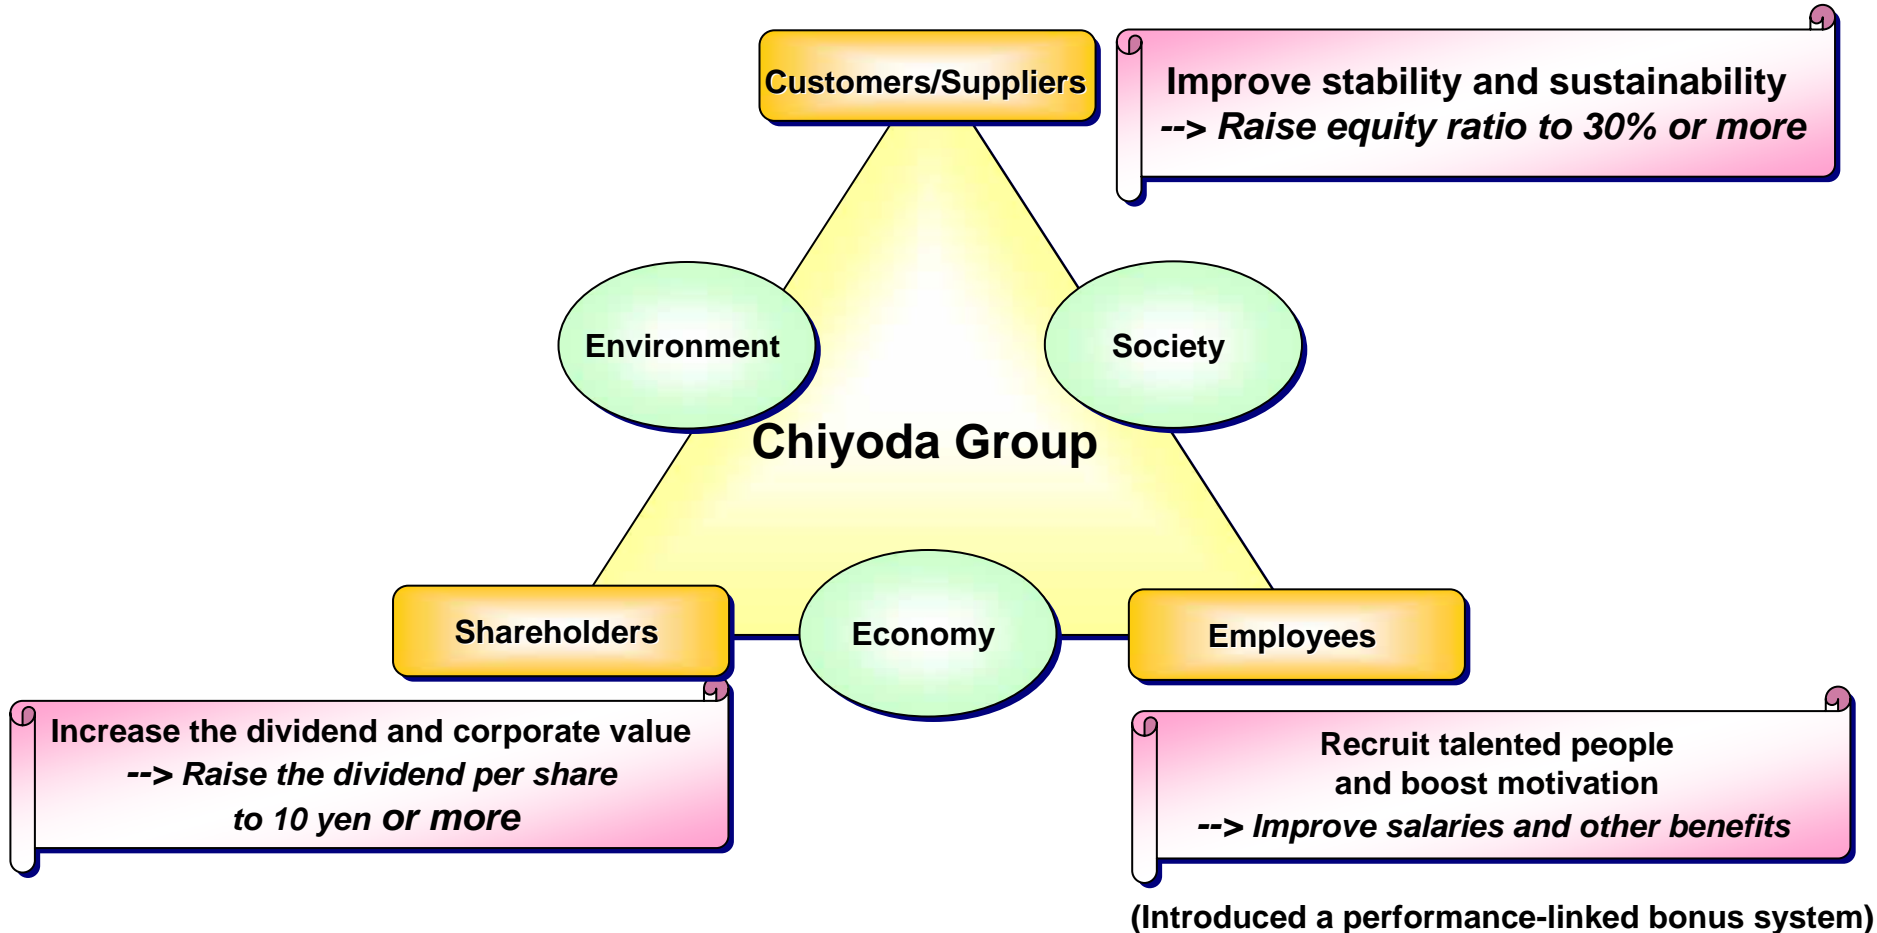 Customers/Suppliers
Improve stability and sustainability
--> Raise equity ratio to 30% or more
Environment
Society
Chiyoda Group
Shareholders
Economy
Employees
Increase the dividend and corporate value
--> Raise the dividend per share
to 10 yen or more
Recruit talented people
and boost motivation
--> Improve salaries and other benefits
(Introduced a performance-linked bonus system)